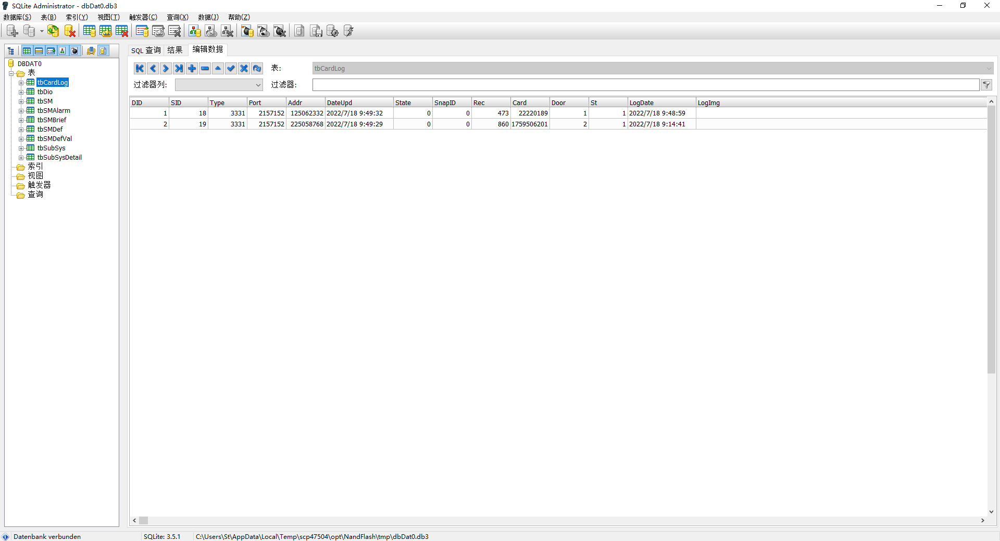 SQLite Administrator - dbDat0.db3
数据库(S) 表(B) 索引(Y) 视图(T) 触发器(C) 查询(X) 数据(J) 帮助(Z)
DBDAT0
表
tbCardLog
tbDio
tbSM
tbSMAlarm
tbSMBrief
tbSMDef
tbSMDefVal
tbSubSys
tbSubSysDetail
索引
视图
触发器
查询
SQL 查询 结果 编辑数据
表: tbCardLog
过滤器列: 过滤器:
DID SID Type Port Addr DateUpd State SnapID Rec Card Door St LogDate LogImg
1 18 3331 2157152 125062332 2022/7/18 9:49:32 0 0 473 22220189 1 1 2022/7/18 9:48:59
2 19 3331 2157152 225058768 2022/7/18 9:49:29 0 0 860 1759506201 2 1 2022/7/18 9:14:41
Datenbank verbunden SQLite: 3.5.1 C:\Users\St\AppData\Local\Temp\scp47504\opt\NandFlash\tmp\dbDat0.db3